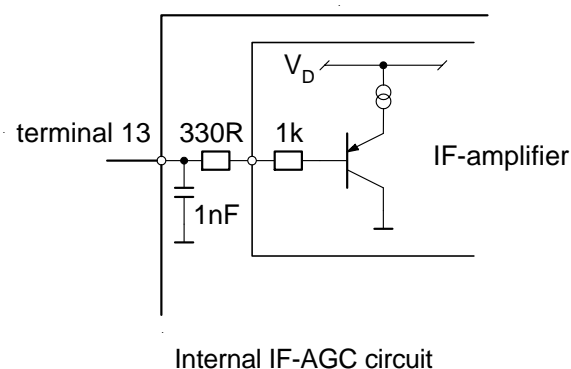 V_D
terminal 13 330R 1k
IF-amplifier
1nF
Internal IF-AGC circuit